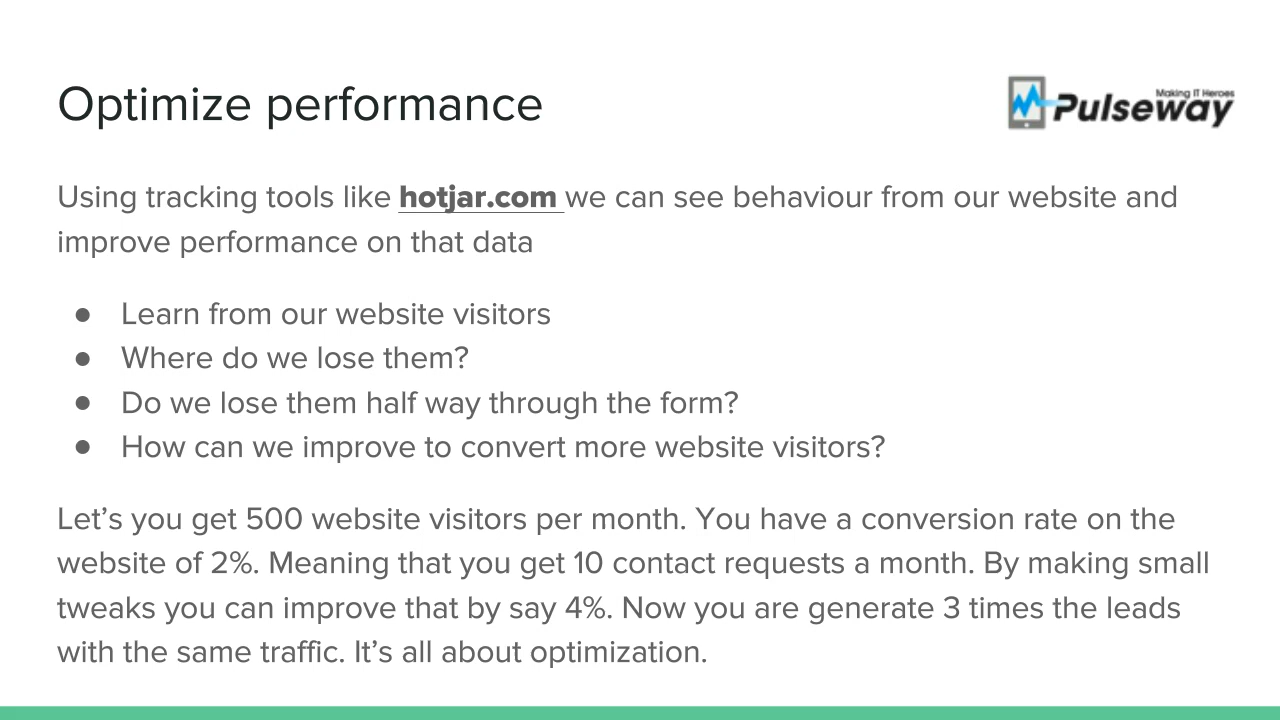 Optimize performance
Making IT Heroes
Pulseway
Using tracking tools like hotjar.com we can see behaviour from our website and
improve performance on that data
● Learn from our website visitors
● Where do we lose them?
● Do we lose them half way through the form?
● How can we improve to convert more website visitors?
Let’s you get 500 website visitors per month. You have a conversion rate on the
website of 2%. Meaning that you get 10 contact requests a month. By making small
tweaks you can improve that by say 4%. Now you are generate 3 times the leads
with the same traffic. It’s all about optimization.